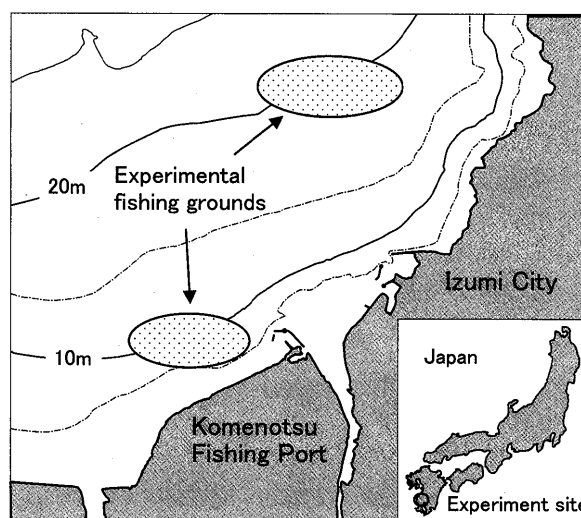 20m
Experimental
fishing grounds
Izumi City
10m
Komenotsu
Fishing Port
Japan
Experiment site